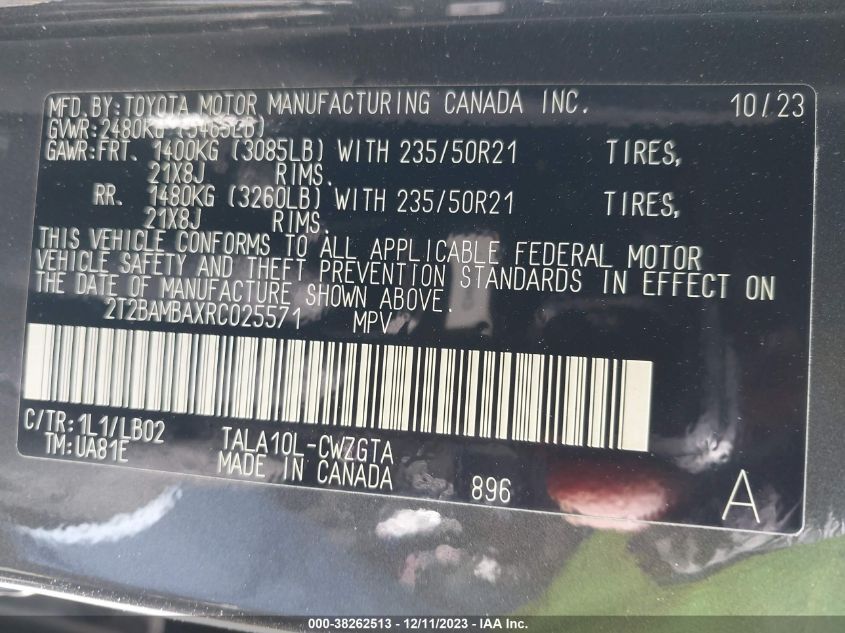 MFD.BY:TOYOTA MOTOR MANUFACTURING CANADA INC. 10/23
GVWR:2480KG (5465LB)
GAWR:FRT. 1400KG (3085LB) WITH 235/50R21 TIRES,
21X8J RIMS.
RR. 1480KG (3260LB) WITH 235/50R21 TIRES,
21X8J RIMS.
THIS VEHICLE CONFORMS TO ALL APPLICABLE FEDERAL MOTOR
VEHICLE SAFETY AND THEFT PREVENTION STANDARDS IN EFFECT ON
THE DATE OF MANUFACTURE SHOWN ABOVE.
2T2BAMBAXRC025571 MPV
C/TR:1L1/LB02 TALA10L-CWZGTA
TM:UA81E MADE IN CANADA 896 A
000-38262513 - 12/11/2023 - IAA Inc.